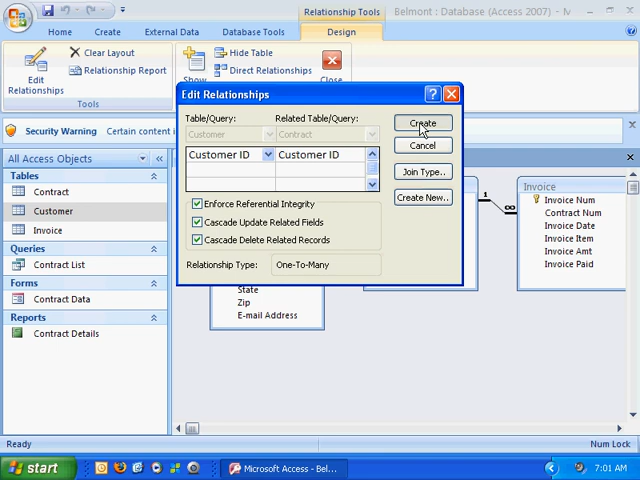 Relationship Tools
Belmont : Database (Access 2007)
Home
Create
External Data
Database Tools
Design
Edit
Relationships
Clear Layout
Relationship Report
Tools
Show
Hide Table
Direct Relationships
Close
Security Warning
Certain content i
Edit Relationships
Table/Query:
Related Table/Query:
Customer
Contract
Customer ID
Customer ID
Enforce Referential Integrity
Cascade Update Related Fields
Cascade Delete Related Records
Relationship Type:
One-To-Many
Create
Cancel
Join Type..
Create New..
All Access Objects
Tables
Contract
Customer
Invoice
Queries
Contract List
Forms
Contract Data
Reports
Contract Details
State
Zip
E-mail Address
1
∞
Invoice
Invoice Num
Contract Num
Invoice Date
Invoice Item
Invoice Amt
Invoice Paid
Ready
Num Lock
start
Microsoft Access - Bel...
7:01 AM